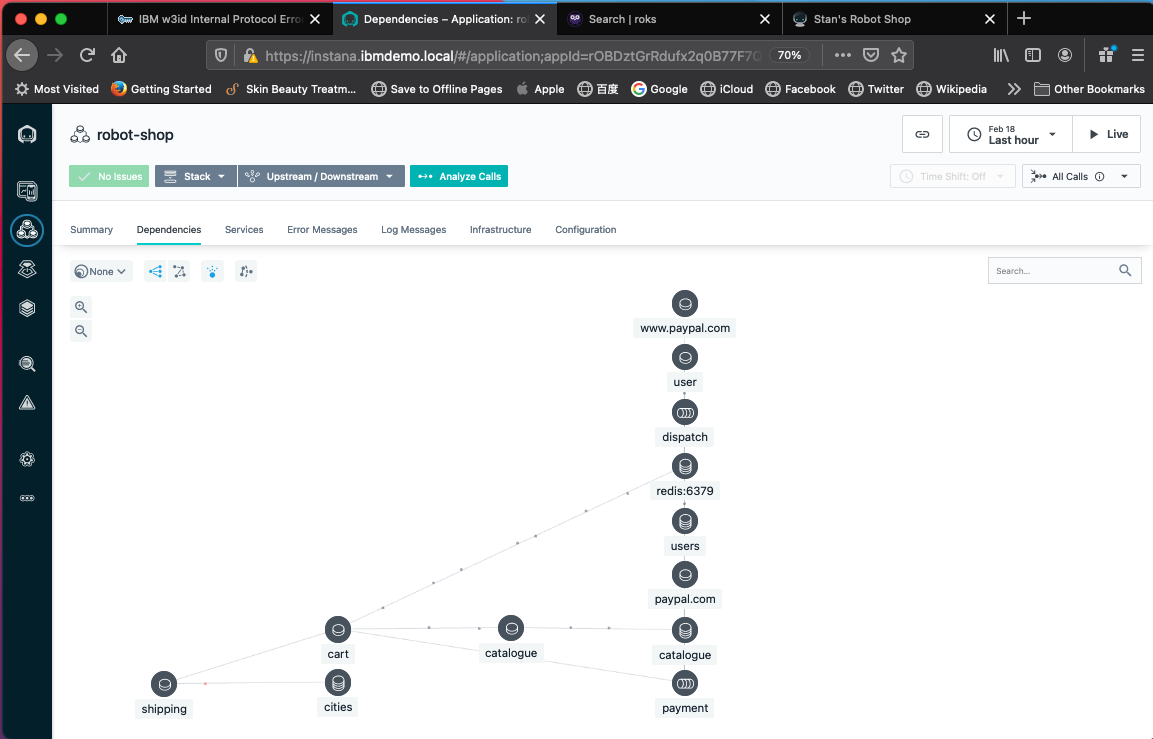 IBM w3id Internal Protocol Erro
Dependencies – Application: ro
Search | roks
Stan's Robot Shop
https://instana.ibmdemo.local/#/application;appId=rOBDztGrRdufx2q0B77F7
70%
Most Visited
Getting Started
Skin Beauty Treatm...
Save to Offline Pages
Apple
百度
Google
iCloud
Facebook
Twitter
Wikipedia
Other Bookmarks
robot-shop
Feb 18
Last hour
Live
No Issues
Stack
Upstream / Downstream
Analyze Calls
Time Shift: Off
All Calls
Summary
Dependencies
Services
Error Messages
Log Messages
Infrastructure
Configuration
None
Search...
www.paypal.com
user
dispatch
redis:6379
users
paypal.com
cart
catalogue
catalogue
shipping
cities
payment